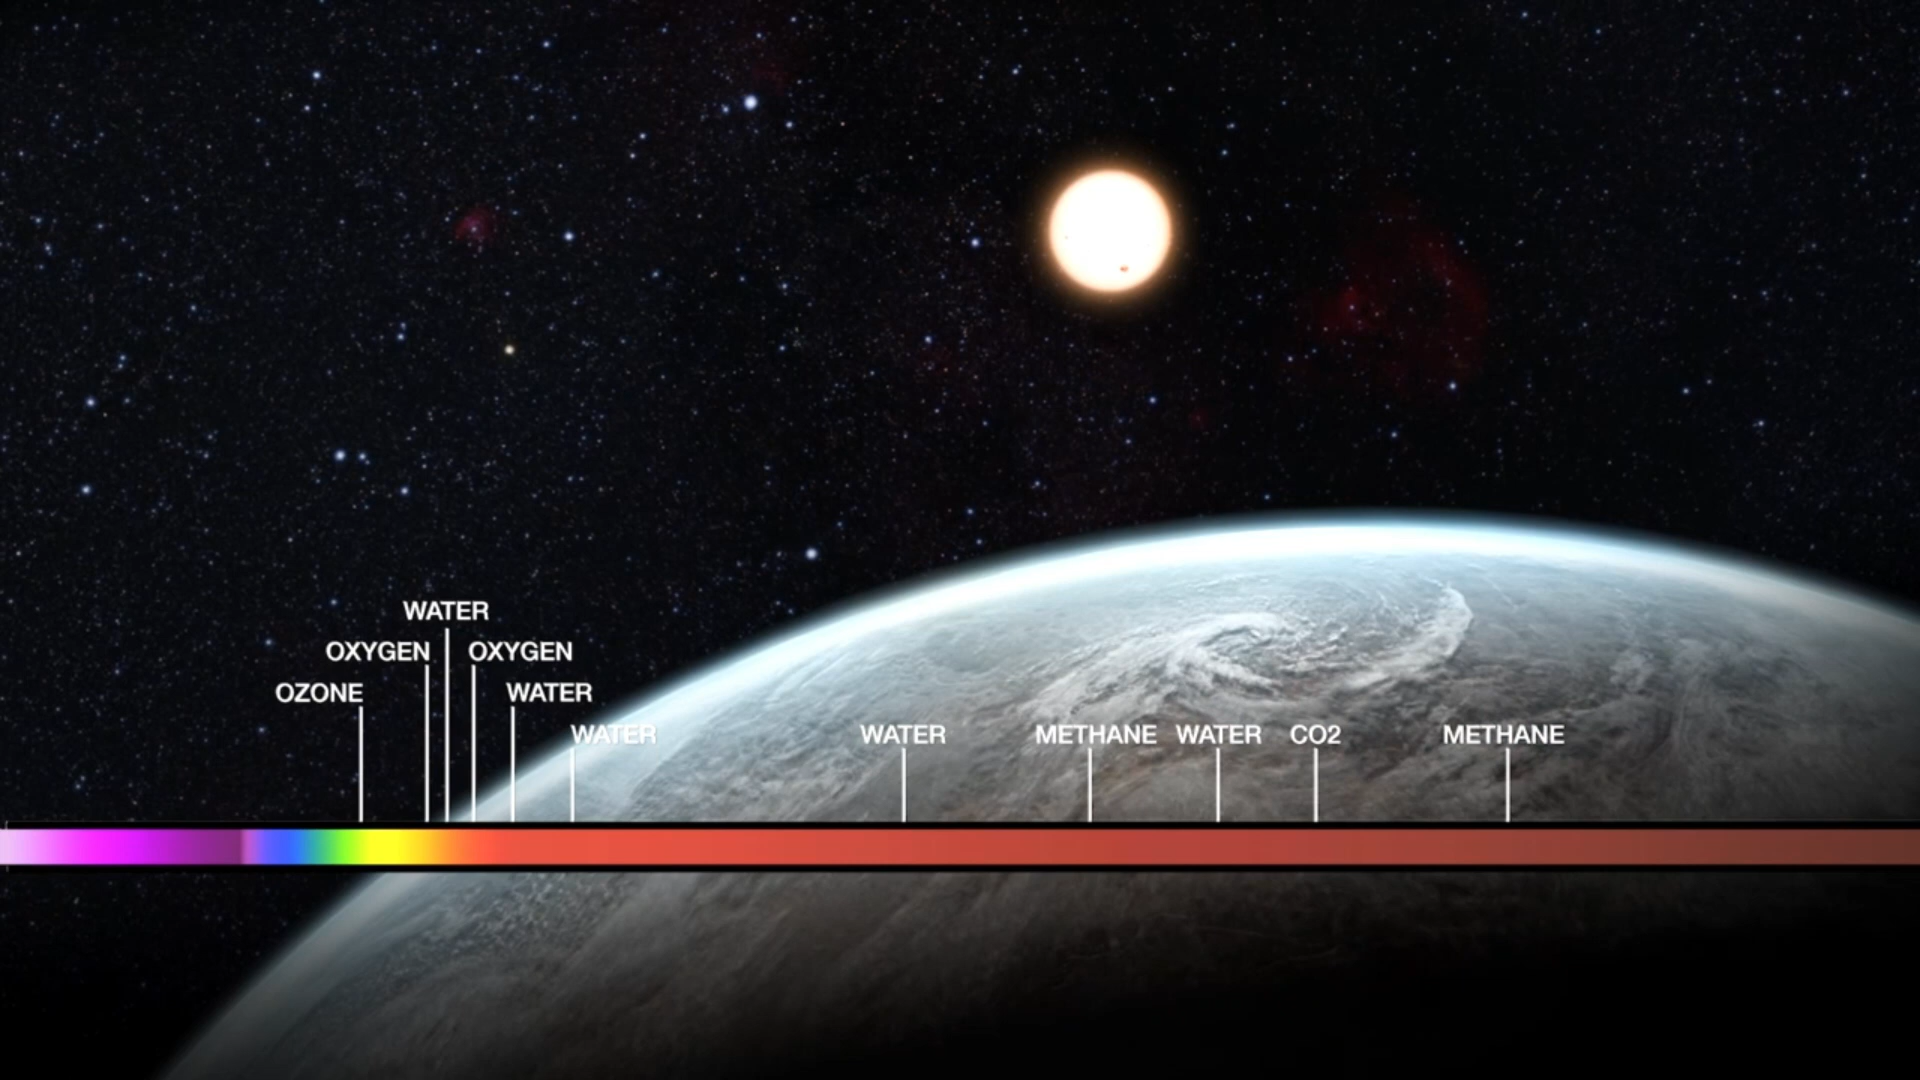 WATER
OXYGEN OXYGEN
OZONE WATER
WATER WATER METHANE WATER CO2 METHANE